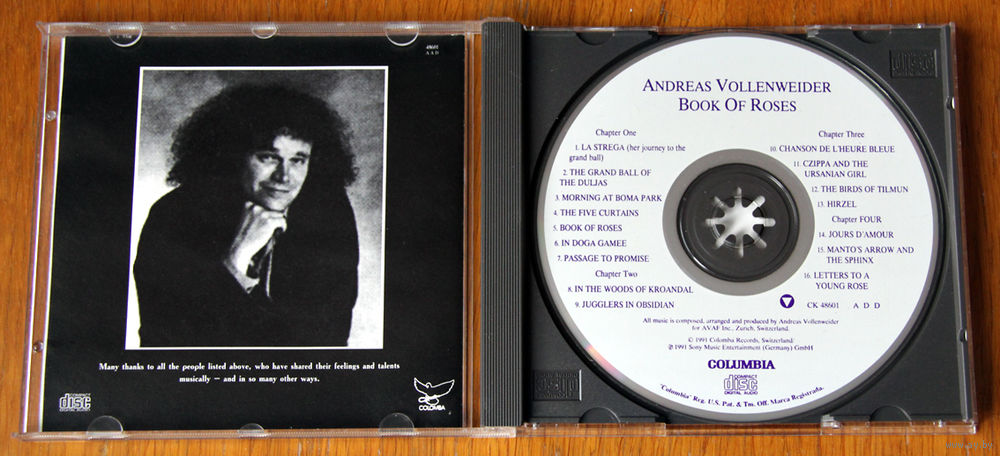 48601
A A D
Many thanks to all the people listed above, who have shared their feelings and talents
musically — and in so many other ways.
COMPACT
disc
DIGITAL AUDIO
COLOMBA
ANDREAS VOLLENWEIDER
BOOK OF ROSES
Chapter One
1. LA STREGA (her journey to the
grand ball)
2. THE GRAND BALL OF
THE DULJAS
3. MORNING AT BOMA PARK
4. THE FIVE CURTAINS
5. BOOK OF ROSES
6. IN DOGA GAMEE
7. PASSAGE TO PROMISE
Chapter Two
8. IN THE WOODS OF KROANDAL
9. JUGGLERS IN OBSIDIAN
Chapter Three
10. CHANSON DE L'HEURE BLEUE
11. CZIPPA AND THE
URSANIAN GIRL
12. THE BIRDS OF TILMUN
13. HIRZEL
Chapter FOUR
14. JOURS D'AMOUR
15. MANTO'S ARROW AND
THE SPHINX
16. LETTERS TO A
YOUNG ROSE
CK 48601 A D D
All music is composed, arranged and produced by Andreas Vollenweider
for AVAF Inc., Zurich, Switzerland.
© 1991 Colomba Records, Switzerland/
℗ 1991 Sony Music Entertainment (Germany) GmbH
COLUMBIA
COMPACT
disc
DIGITAL AUDIO
"Columbia" Reg. U.S. Pat. & Tm. Off. Marca Registrada.